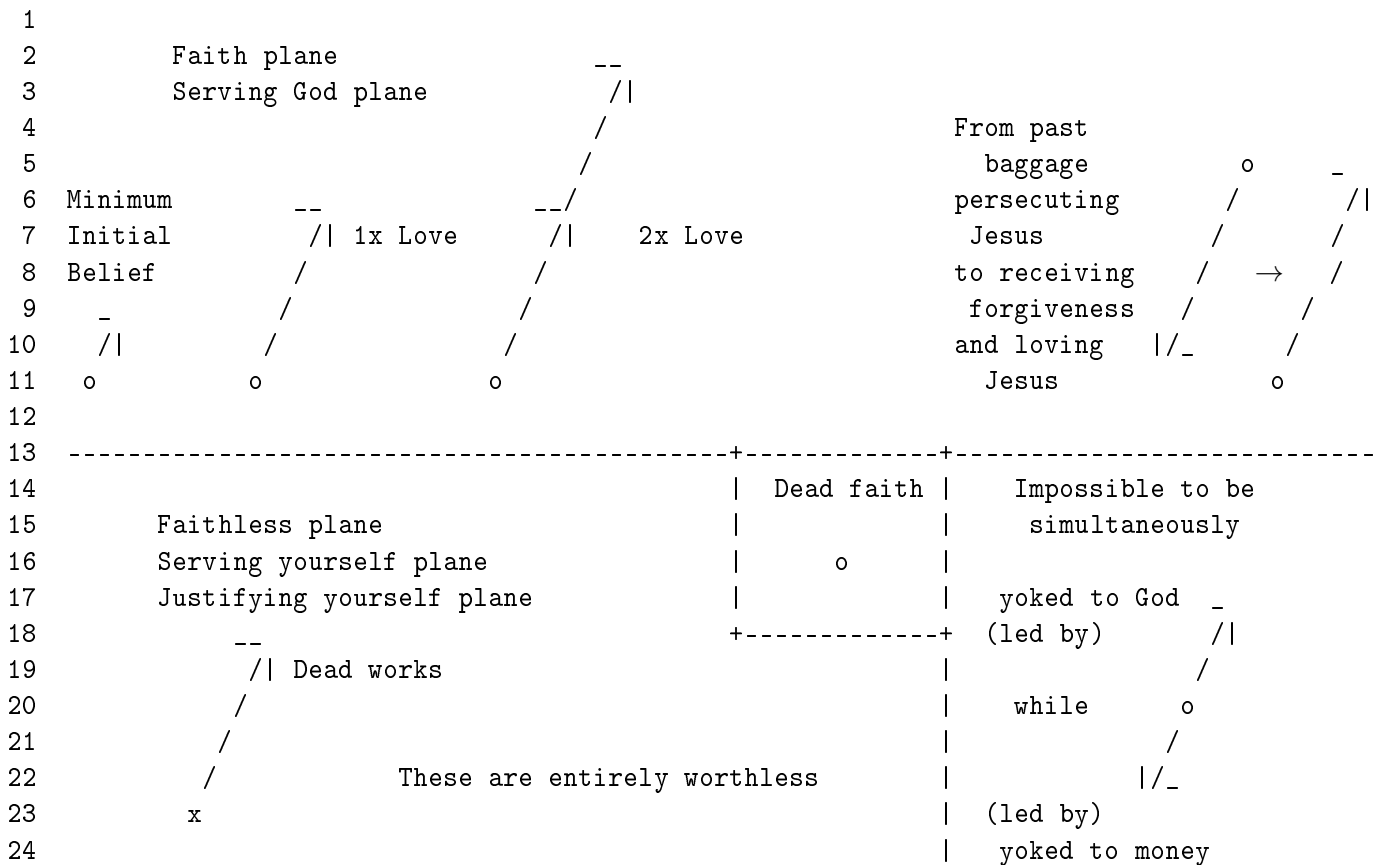 1
2 Faith plane __
3 Serving God plane /|
4 / From past
5 / baggage o _
6 Minimum __ __/ persecuting / /|
7 Initial /| 1x Love /| 2x Love Jesus / /
8 Belief / / to receiving / → /
9 _ / / forgiveness / /
10 /| / / and loving |/_ /
11 o o o Jesus o
12
13 --------------------------------------------+-------------+----------------------------
14 | Dead faith | Impossible to be
15 Faithless plane | | simultaneously
16 Serving yourself plane | o |
17 Justifying yourself plane | | yoked to God _
18 __ +-------------+ (led by) /|
19 /| Dead works | /
20 / | while o
21 / | /
22 / These are entirely worthless | |/_
23 x | (led by)
24 | yoked to money